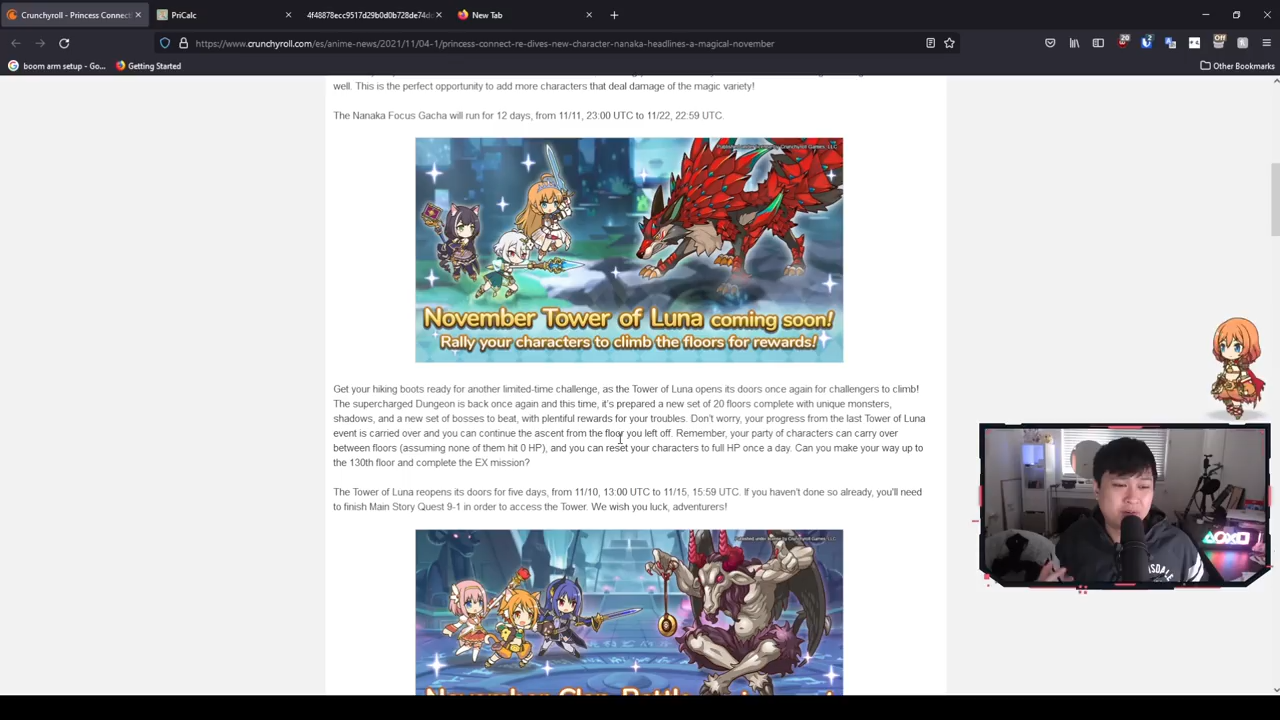 Crunchyroll - Princess Connect!
PriCalc
4f48878ecc9517d29b0d0b728de74d
New Tab
https://www.crunchyroll.com/es/anime-news/2021/11/04-1/princess-connect-re-dives-new-character-nanaka-headlines-a-magical-november
20
2
Off
boom arm setup - Go...
Getting Started
Other Bookmarks
well. This is the perfect opportunity to add more characters that deal damage of the magic variety!
The Nanaka Focus Gacha will run for 12 days, from 11/11, 23:00 UTC to 11/22, 22:59 UTC.
November Tower of Luna coming soon!
Rally your characters to climb the floors for rewards!
Get your hiking boots ready for another limited-time challenge, as the Tower of Luna opens its doors once again for challengers to climb!
The supercharged Dungeon is back once again and this time, it's prepared a new set of 20 floors complete with unique monsters,
shadows, and a new set of bosses to beat, with plentiful rewards for your troubles. Don't worry, your progress from the last Tower of Luna
event is carried over and you can continue the ascent from the floor you left off. Remember, your party of characters can carry over
between floors (assuming none of them hit 0 HP), and you can reset your characters to full HP once a day. Can you make your way up to
the 130th floor and complete the EX mission?
The Tower of Luna reopens its doors for five days, from 11/10, 13:00 UTC to 11/15, 15:59 UTC. If you haven't done so already, you'll need
to finish Main Story Quest 9-1 in order to access the Tower. We wish you luck, adventurers!
November Clan Battle